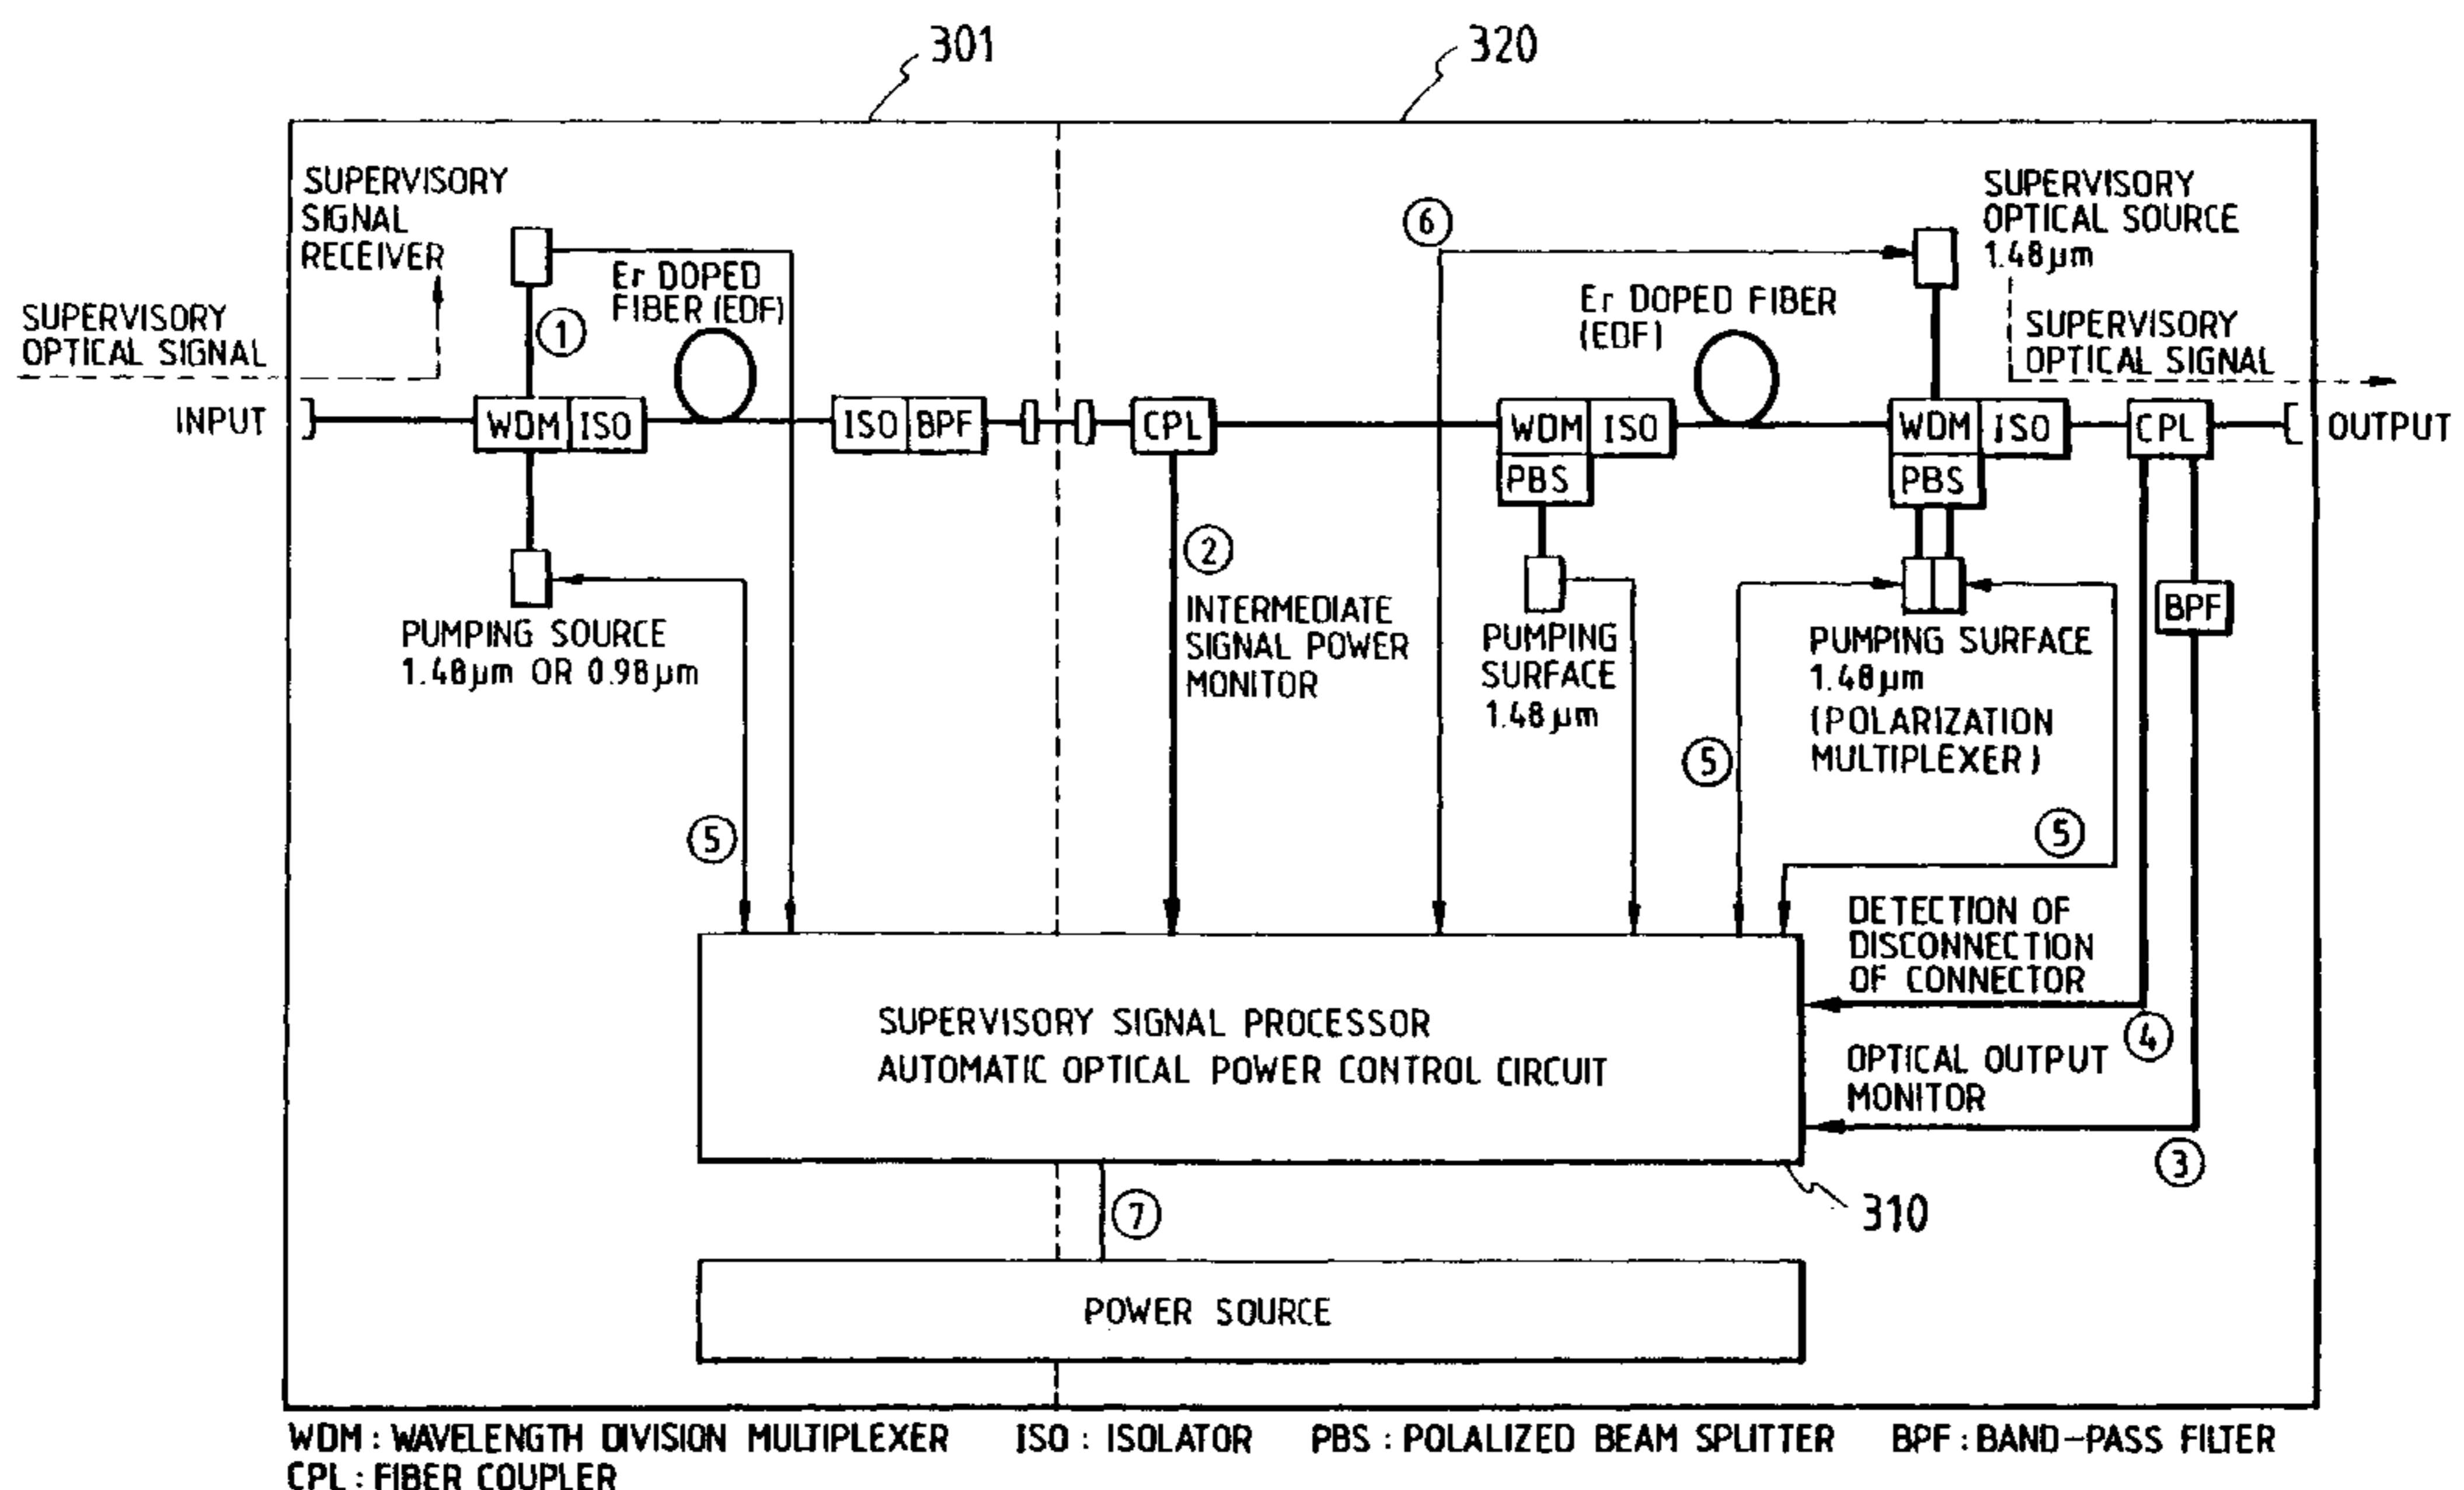 301
320
SUPERVISORY
SIGNAL
RECEIVER
SUPERVISORY
OPTICAL SIGNAL
INPUT
①
Er DOPED
FIBER (EDF)
WDM
ISO
ISO
BPF
CPL
PUMPING SOURCE
1.48µm OR 0.98µm
⑤
②
INTERMEDIATE
SIGNAL POWER
MONITOR
⑥
Er DOPED FIBER
(EDF)
SUPERVISORY
OPTICAL SOURCE
1.48µm
SUPERVISORY
OPTICAL SIGNAL
WDM
ISO
PBS
WDM
ISO
PBS
CPL
OUTPUT
BPF
PUMPING
SURFACE
1.48µm
PUMPING SURFACE
1.48µm
(POLARIZATION
MULTIPLEXER)
⑤
⑤
DETECTION OF
DISCONNECTION
OF CONNECTOR
④
OPTICAL OUTPUT
MONITOR
③
SUPERVISORY SIGNAL PROCESSOR
AUTOMATIC OPTICAL POWER CONTROL CIRCUIT
310
⑦
POWER SOURCE
WDM : WAVELENGTH DIVISION MULTIPLEXER ISO : ISOLATOR PBS : POLALIZED BEAM SPLITTER BPF : BAND-PASS FILTER
CPL : FIBER COUPLER